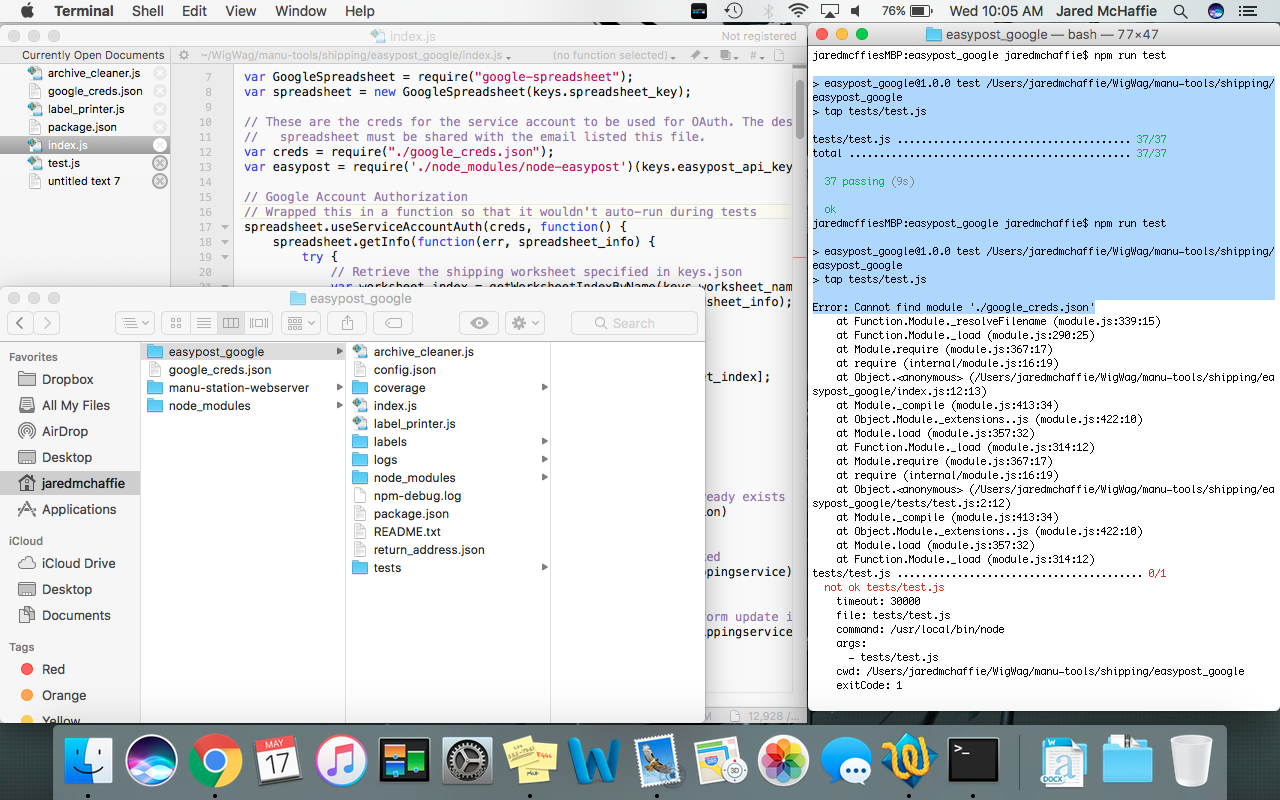 Terminal Shell Edit View Window Help
76% Wed 10:05 AM Jared McHaffie
index.js
Not registered
Currently Open Documents
archive_cleaner.js
google_creds.json
label_printer.js
package.json
index.js
test.js
untitled text 7
~/WigWag/manu-tools/shipping/easypost_google/index.js
(no function selected)
7 var GoogleSpreadsheet = require("google-spreadsheet");
8 var spreadsheet = new GoogleSpreadsheet(keys.spreadsheet_key);
9
10 // These are the creds for the service account to be used for OAuth. The des
11 // spreadsheet must be shared with the email listed this file.
12 var creds = require("./google_creds.json");
13 var easypost = require('./node_modules/node-easypost')(keys.easypost_api_key
14
15 // Google Account Authorization
16 // Wrapped this in a function so that it wouldn't auto-run during tests
17 spreadsheet.useServiceAccountAuth(creds, function() {
18 spreadsheet.getInfo(function(err, spreadsheet_info) {
19 try {
20 // Retrieve the shipping worksheet specified in keys.json
var worksheet_index = getWorksheetIndexByName(keys.worksheet_nam
sheet_info);
et_index];
ready exists
ion)
ed
ppingservice)
orm update i
ippingservice
12,928 /...
easypost_google
Search
Favorites
Dropbox
All My Files
AirDrop
Desktop
jaredmchaffie
Applications
iCloud
iCloud Drive
Desktop
Documents
Tags
Red
Orange
Yellow
easypost_google
google_creds.json
manu-station-webserver
node_modules
archive_cleaner.js
config.json
coverage
index.js
label_printer.js
labels
logs
node_modules
npm-debug.log
package.json
README.txt
return_address.json
tests
easypost_google — bash — 77×47
jaredmcffiesMBP:easypost_google jaredmchaffie$ npm run test
> easypost_google@1.0.0 test /Users/jaredmchaffie/WigWag/manu-tools/shipping/
easypost_google
> tap tests/test.js
tests/test.js ....................................... 37/37
total ............................................... 37/37
37 passing (9s)
ok
jaredmcffiesMBP:easypost_google jaredmchaffie$ npm run test
> easypost_google@1.0.0 test /Users/jaredmchaffie/WigWag/manu-tools/shipping/
easypost_google
> tap tests/test.js
Error: Cannot find module './google_creds.json'
at Function.Module._resolveFilename (module.js:339:15)
at Function.Module._load (module.js:290:25)
at Module.require (module.js:367:17)
at require (internal/module.js:16:19)
at Object.<anonymous> (/Users/jaredmchaffie/WigWag/manu-tools/shipping/ea
sypost_google/index.js:12:13)
at Module._compile (module.js:413:34)
at Object.Module._extensions..js (module.js:422:10)
at Module.load (module.js:357:32)
at Function.Module._load (module.js:314:12)
at Module.require (module.js:367:17)
at require (internal/module.js:16:19)
at Object.<anonymous> (/Users/jaredmchaffie/WigWag/manu-tools/shipping/ea
sypost_google/tests/test.js:2:12)
at Module._compile (module.js:413:34)
at Object.Module._extensions..js (module.js:422:10)
at Module.load (module.js:357:32)
at Function.Module._load (module.js:314:12)
tests/test.js ......................................... 0/1
not ok tests/test.js
timeout: 30000
file: tests/test.js
command: /usr/local/bin/node
args:
- tests/test.js
cwd: /Users/jaredmchaffie/WigWag/manu-tools/shipping/easypost_google
exitCode: 1
MAY
17
3D
DOCX